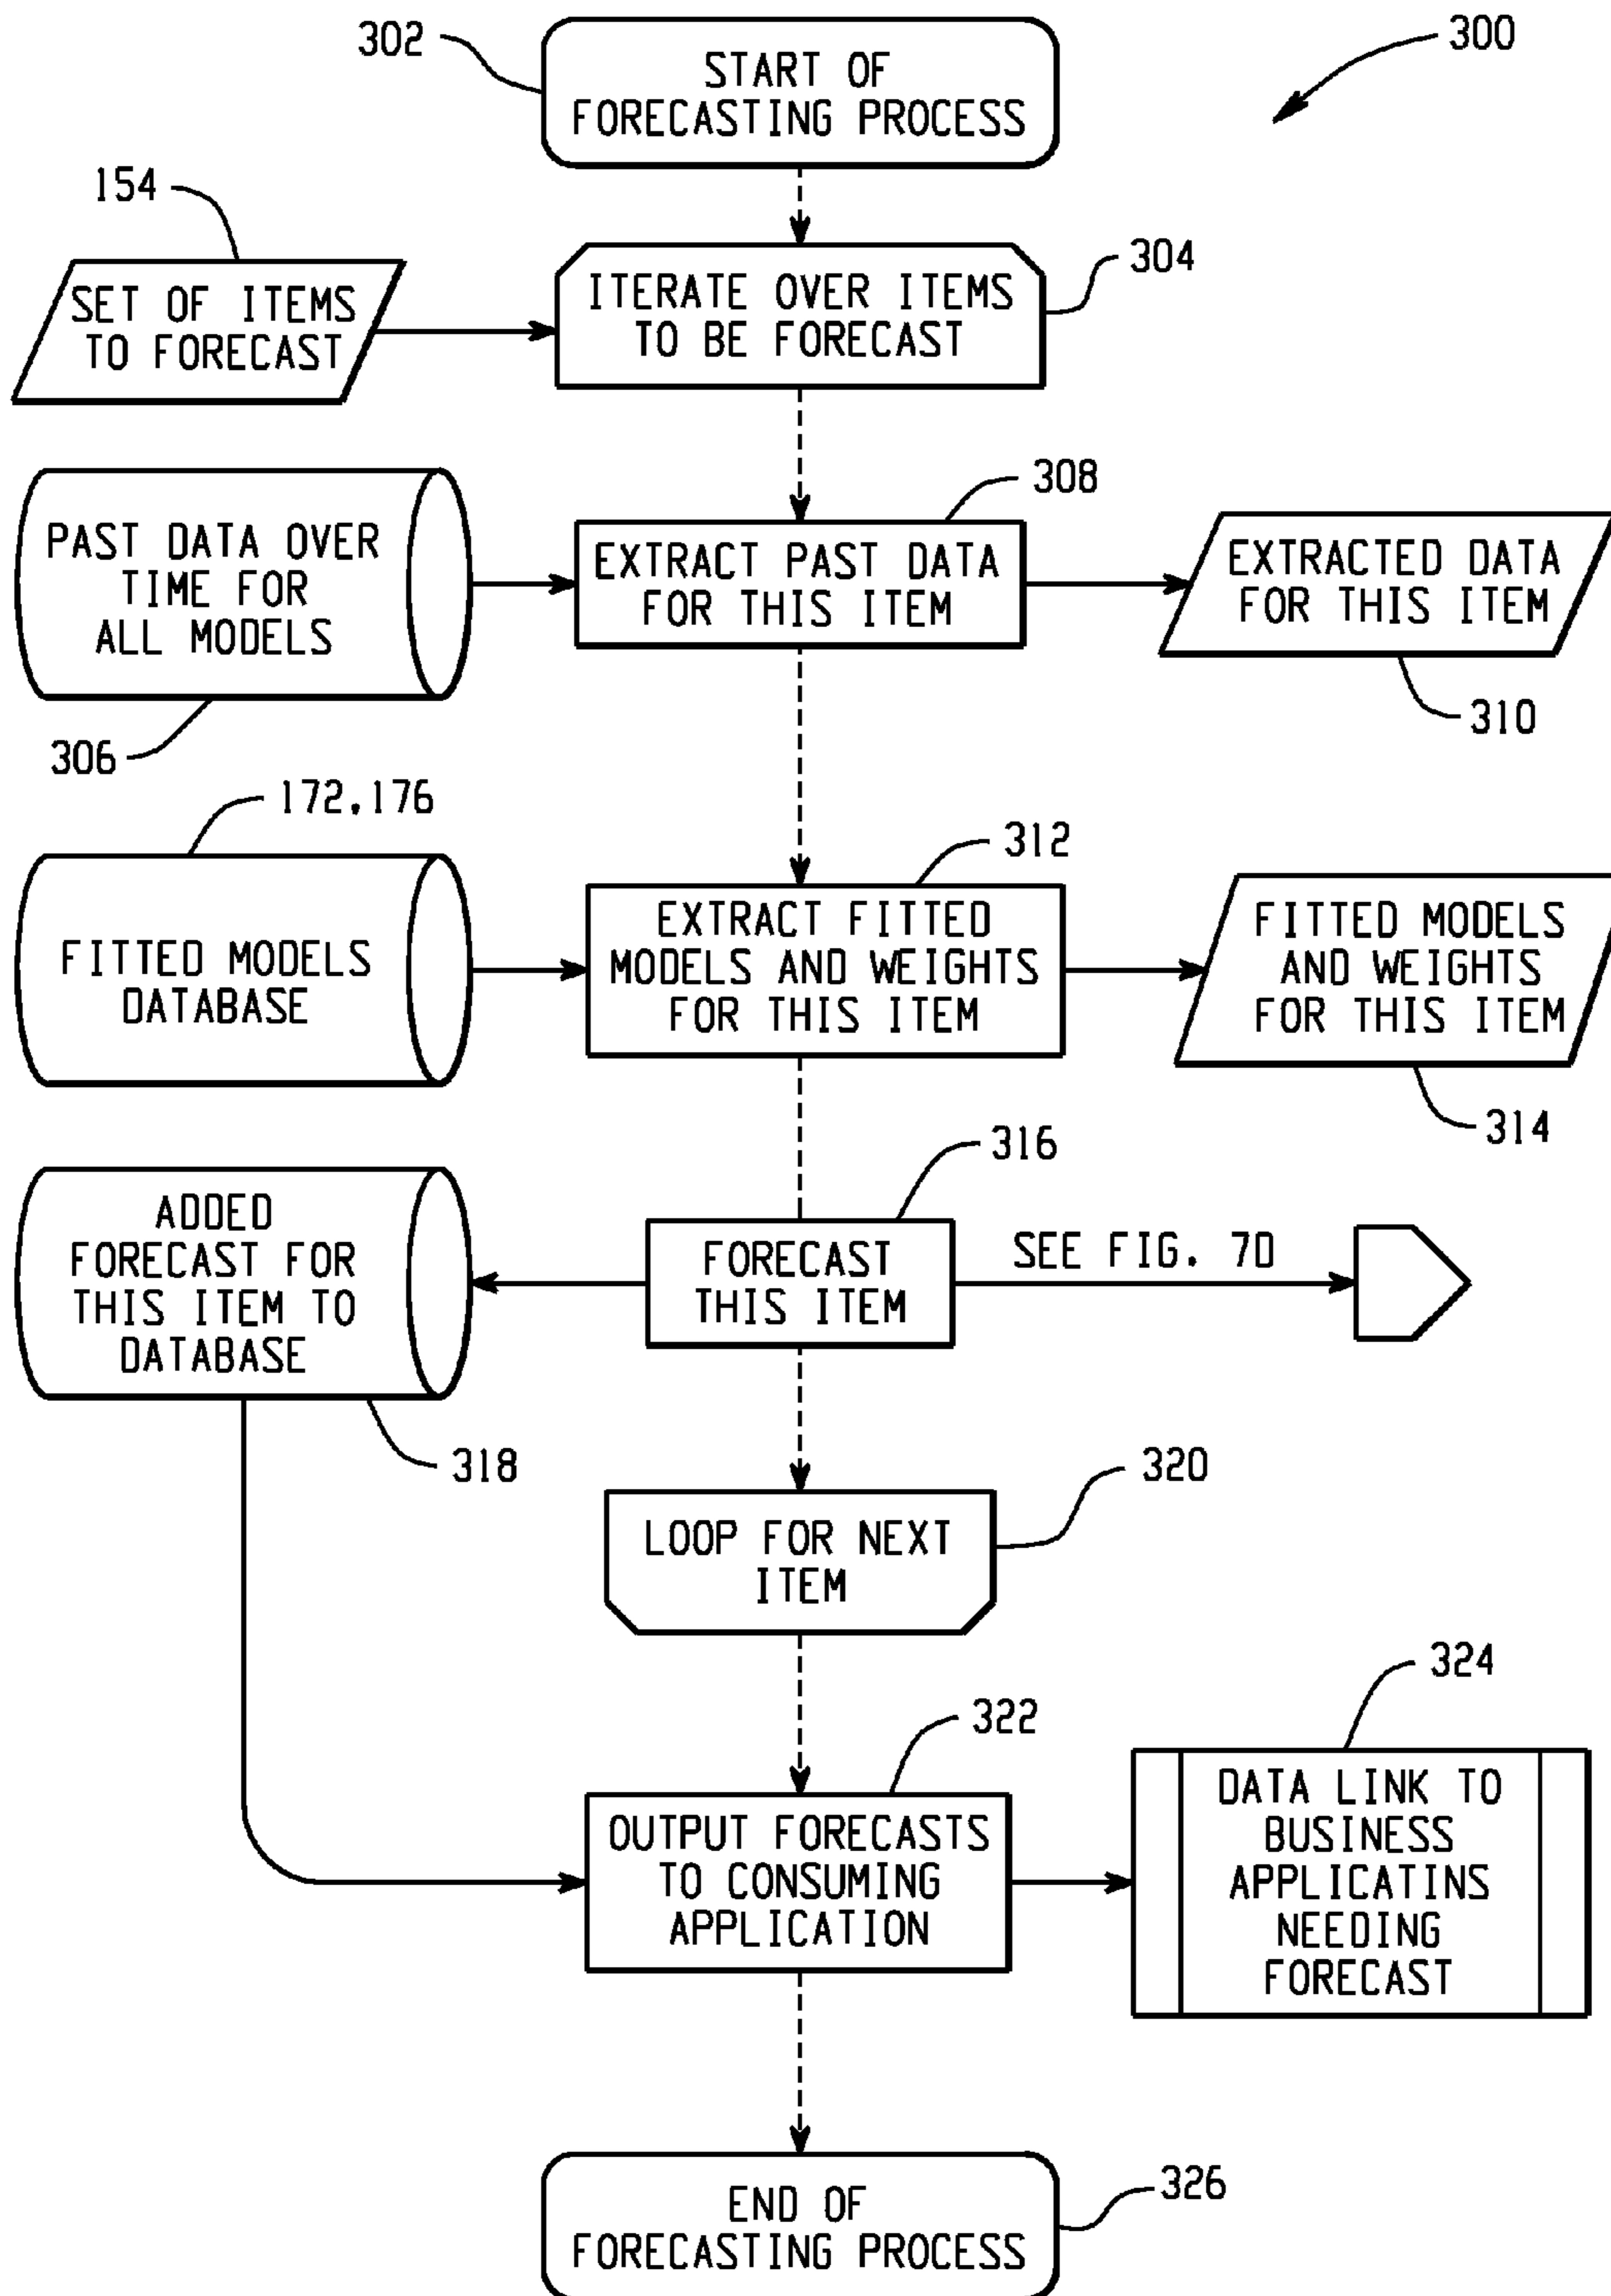 302
START OF
FORECASTING PROCESS
300
154
SET OF ITEMS
TO FORECAST
ITERATE OVER ITEMS
TO BE FORECAST
304
PAST DATA OVER
TIME FOR
ALL MODELS
306
308
EXTRACT PAST DATA
FOR THIS ITEM
EXTRACTED DATA
FOR THIS ITEM
310
172,176
FITTED MODELS
DATABASE
312
EXTRACT FITTED
MODELS AND WEIGHTS
FOR THIS ITEM
FITTED MODELS
AND WEIGHTS
FOR THIS ITEM
314
316
ADDED
FORECAST FOR
THIS ITEM TO
DATABASE
318
FORECAST
THIS ITEM
SEE FIG. 7D
320
LOOP FOR NEXT
ITEM
322
OUTPUT FORECASTS
TO CONSUMING
APPLICATION
324
DATA LINK TO
BUSINESS
APPLICATINS
NEEDING
FORECAST
END OF
FORECASTING PROCESS
326